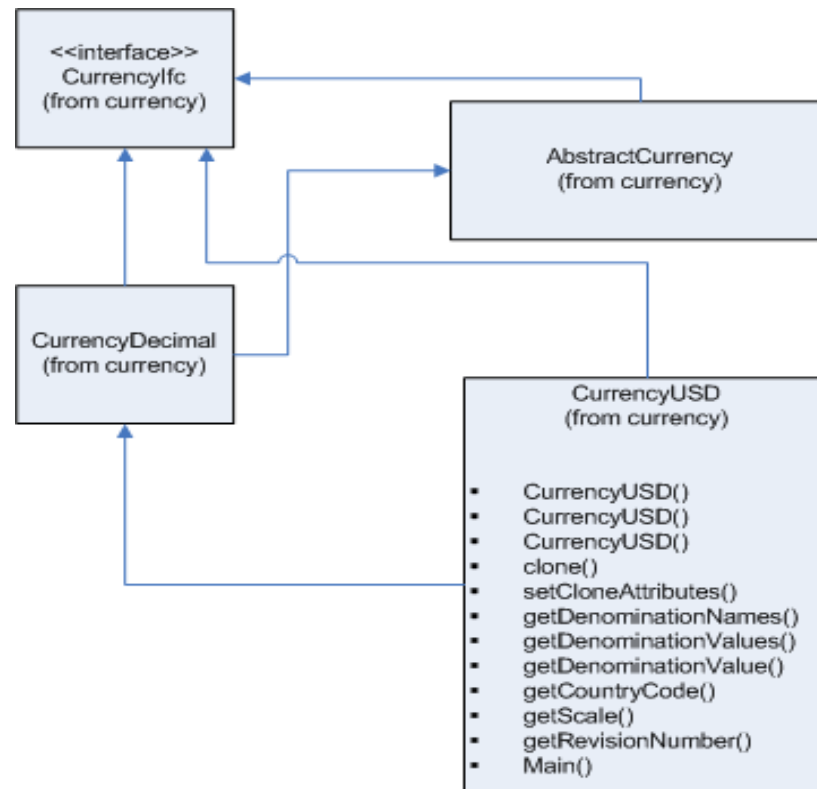 <<interface>>
CurrencyIfc
(from currency)
AbstractCurrency
(from currency)
CurrencyDecimal
(from currency)
CurrencyUSD
(from currency)
▪ CurrencyUSD()
▪ CurrencyUSD()
▪ CurrencyUSD()
▪ clone()
▪ setCloneAttributes()
▪ getDenominationNames()
▪ getDenominationValues()
▪ getDenominationValue()
▪ getCountryCode()
▪ getScale()
▪ getRevisionNumber()
▪ Main()